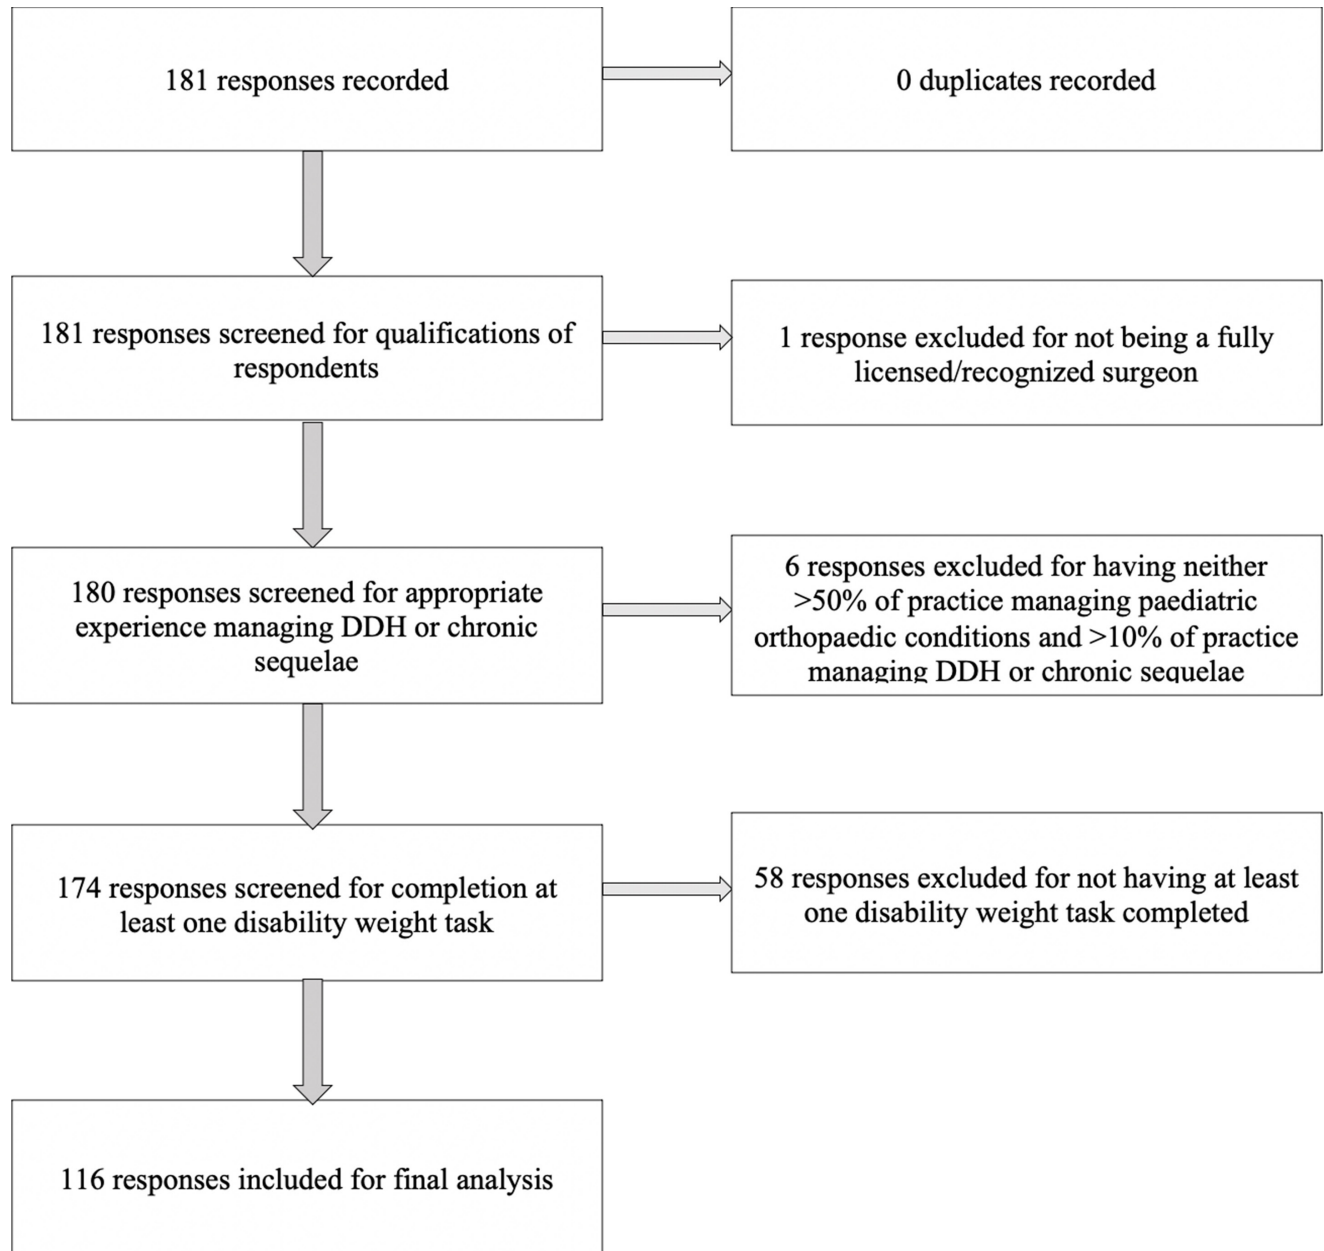 181 responses recorded
0 duplicates recorded
181 responses screened for qualifications of
respondents
1 response excluded for not being a fully
licensed/recognized surgeon
180 responses screened for appropriate
experience managing DDH or chronic
sequelae
6 responses excluded for having neither
>50% of practice managing paediatric
orthopaedic conditions and >10% of practice
managing DDH or chronic sequelae
174 responses screened for completion at
least one disability weight task
58 responses excluded for not having at least
one disability weight task completed
116 responses included for final analysis